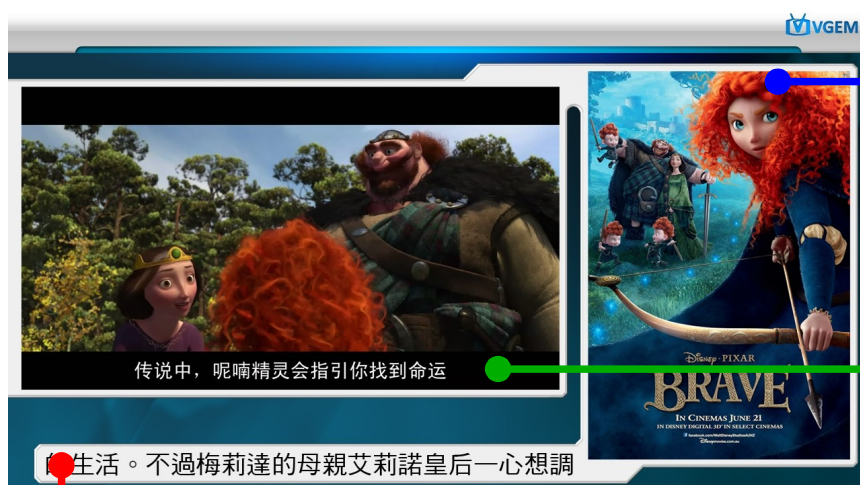 VGEM
传说中，呢喃精灵会指引你找到命运
DISNEY·PIXAR
BRAVE
IN CINEMAS JUNE 21
IN DISNEY DIGITAL 3D IN SELECT CINEMAS
生活。不過梅莉達的母親艾莉諾皇后一心想調